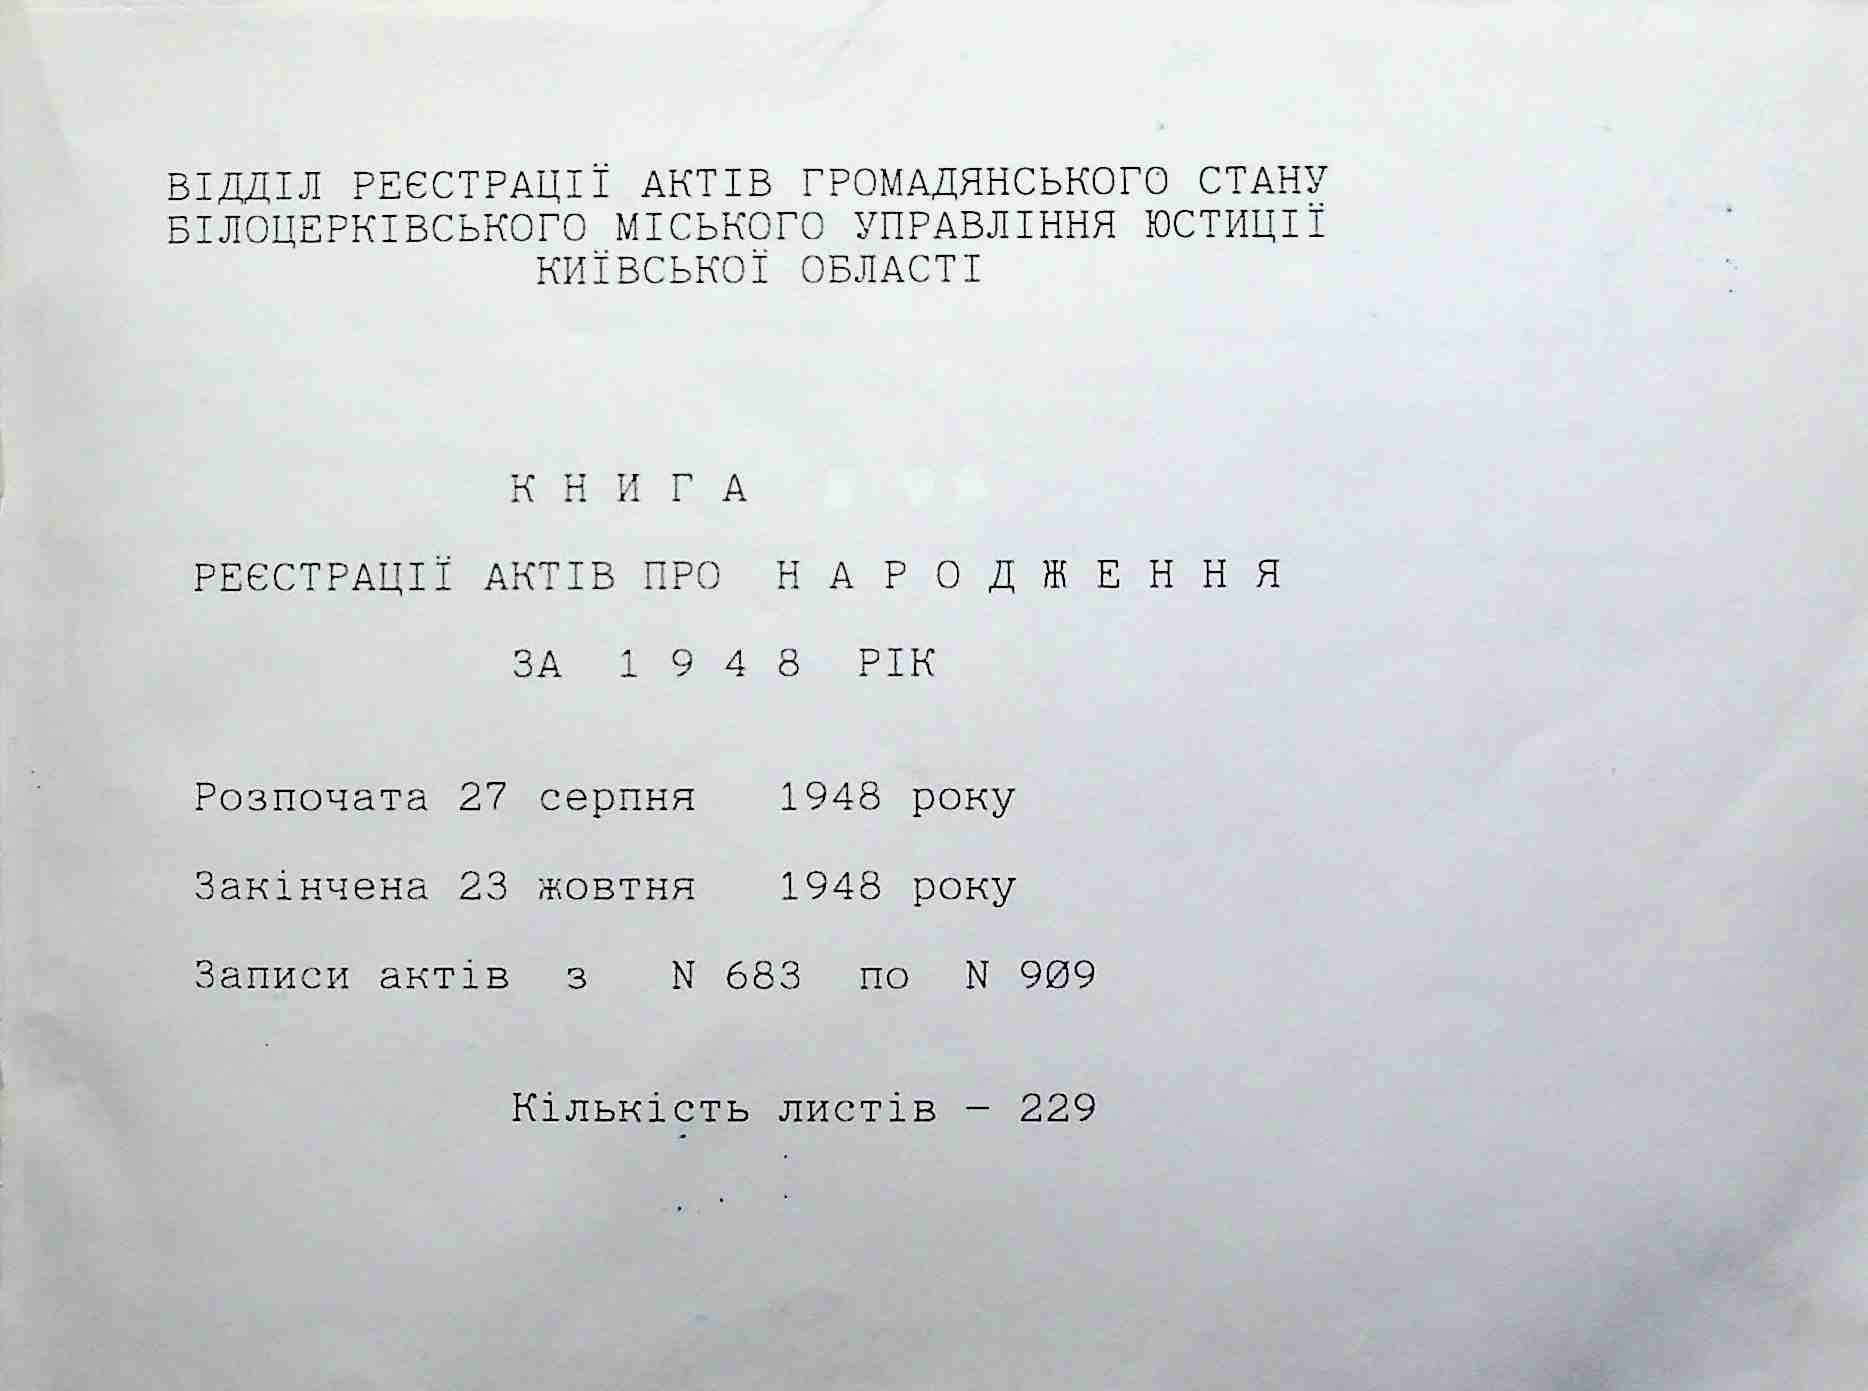 ВІДДІЛ РЕЄСТРАЦІЇ АКТІВ ГРОМАДЯНСЬКОГО СТАНУ
БІЛОЦЕРКІВСЬКОГО МІСЬКОГО УПРАВЛІННЯ ЮСТИЦІЇ
КИЇВСЬКОЇ ОБЛАСТІ
К Н И Г А
РЕЄСТРАЦІЇ АКТІВ ПРО Н А Р О Д Ж Е Н Н Я
ЗА 1 9 4 8 РІК
Розпочата 27 серпня 1948 року
Закінчена 23 жовтня 1948 року
Записи актів з N 683 по N 909
Кількість листів - 229